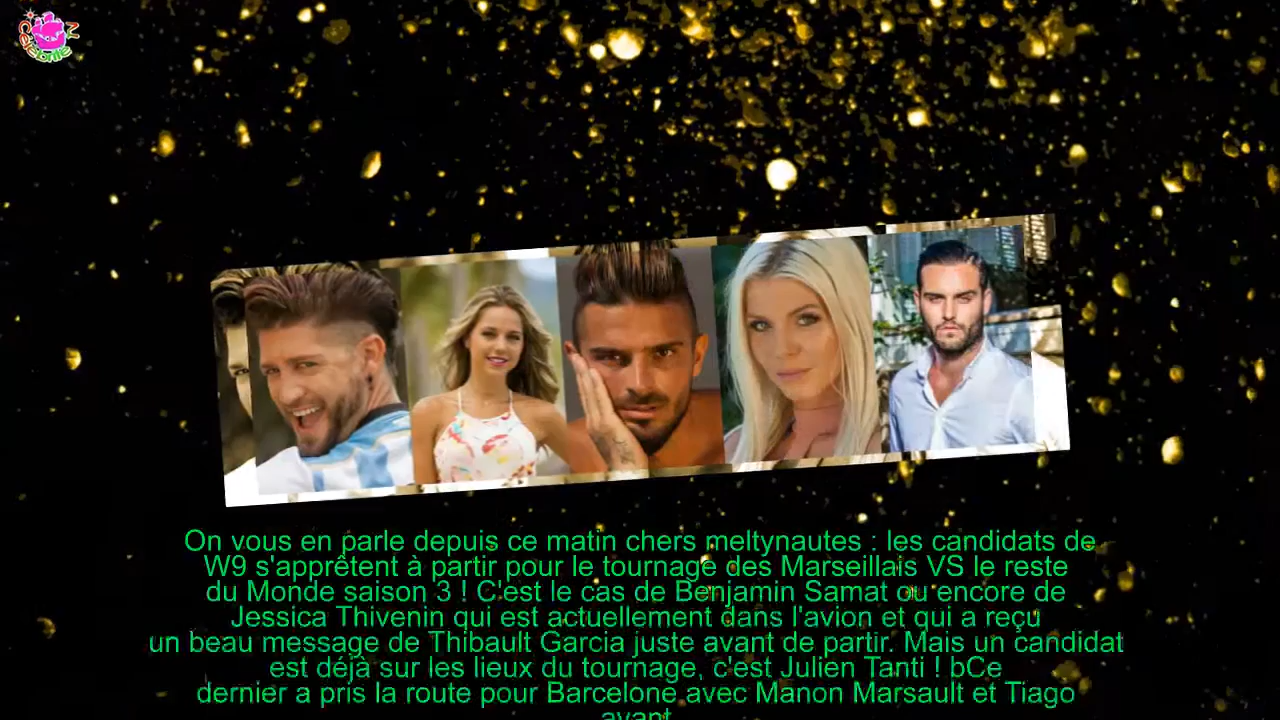 Célébrité N
On vous en parle depuis ce matin chers meltynautes : les candidats de
W9 s'apprêtent à partir pour le tournage des Marseillais VS le reste
du Monde saison 3 ! C'est le cas de Benjamin Samat ou encore de
Jessica Thivenin qui est actuellement dans l'avion et qui a reçu
un beau message de Thibault Garcia juste avant de partir. Mais un candidat
est déjà sur les lieux du tournage, c'est Julien Tanti ! bCe
dernier a pris la route pour Barcelone avec Manon Marsault et Tiago
avant